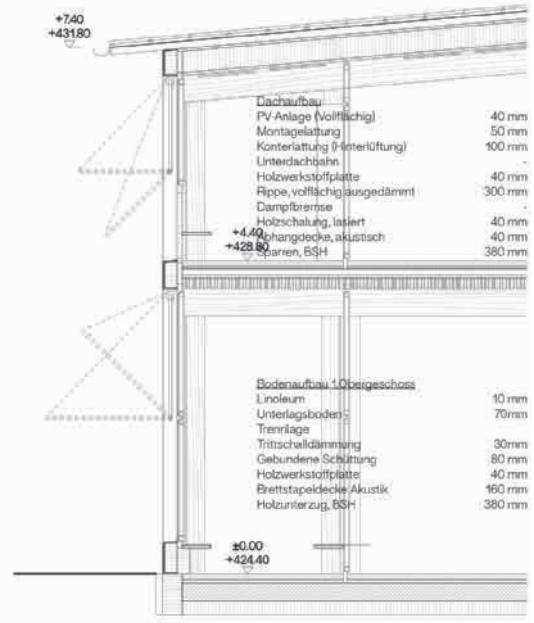 +7.40
+431.80
Dachaufbau
PV-Anlage (Vollflächig) 40 mm
Montagelattung 50 mm
Konterlattung (Hinterlüftung) 100 mm
Unterdachbahn -
Holzwerkstoffplatte 40 mm
Rippe, volflächig ausgedämmt 300 mm
Dampfbremse -
Holzschalung, lasiert 40 mm
+4.40
Abhangdecke, akustisch 40 mm
+428.80
Sparren, BSH 380 mm
Bodenaufbau 1.Obergeschoss
Linoleum 10 mm
Unterlagsboden 70mm
Trennlage
Trittschalldämmung 30mm
Gebundene Schüttung 80 mm
Holzwerkstoffplatte 40 mm
Brettstapeldecke Akustik 160 mm
Holzunterzug, BSH 380 mm
±0.00
+424.40